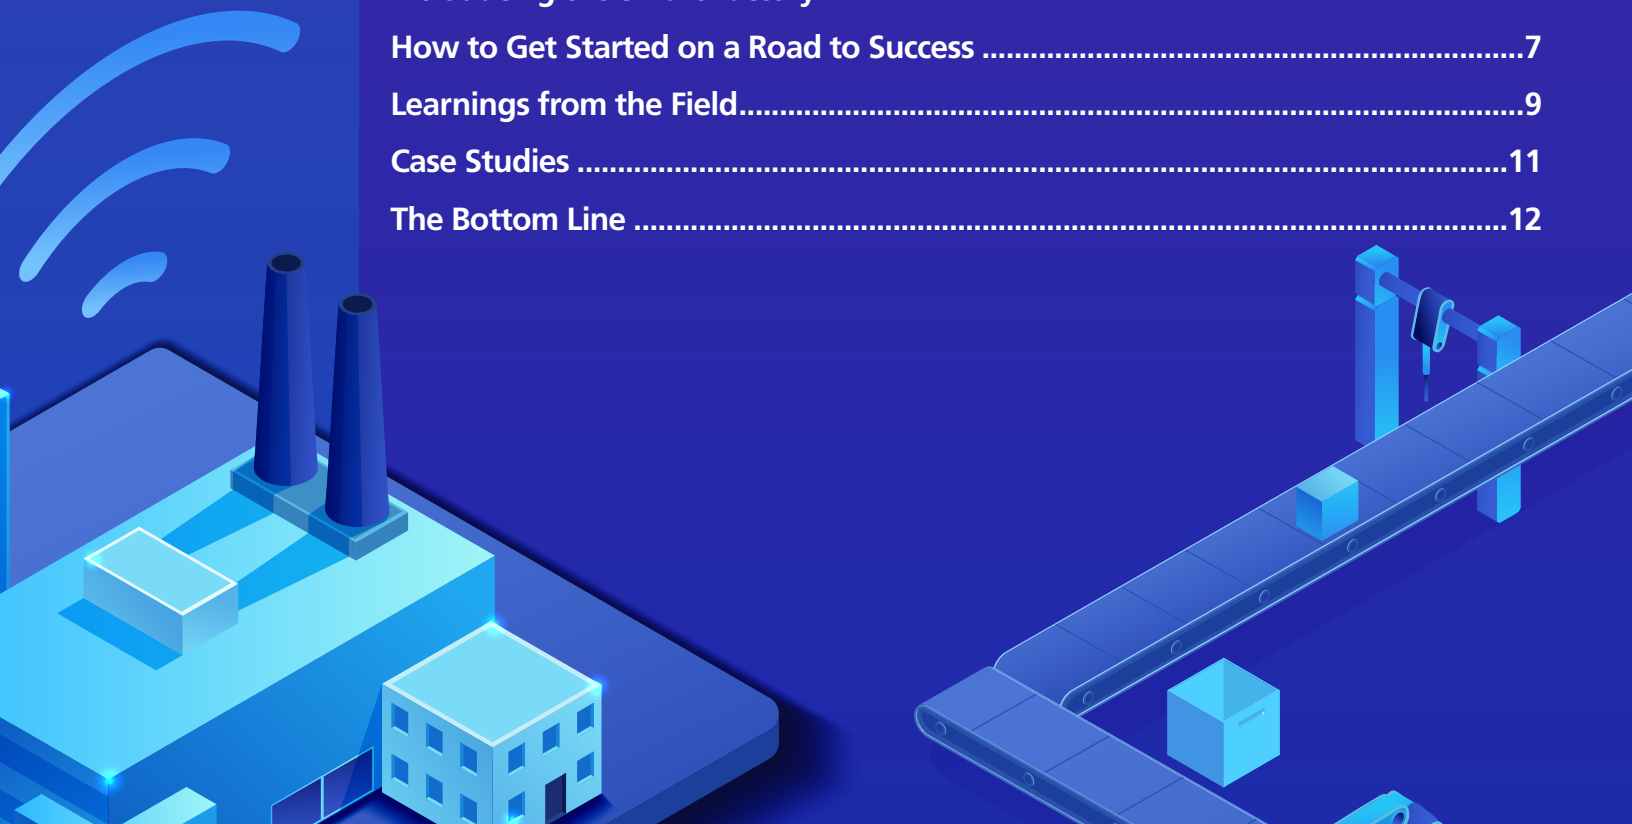 How to Get Started on a Road to Success ..................................................................7
Learnings from the Field................................................................................................9
Case Studies ..................................................................................................................11
The Bottom Line ...........................................................................................................12